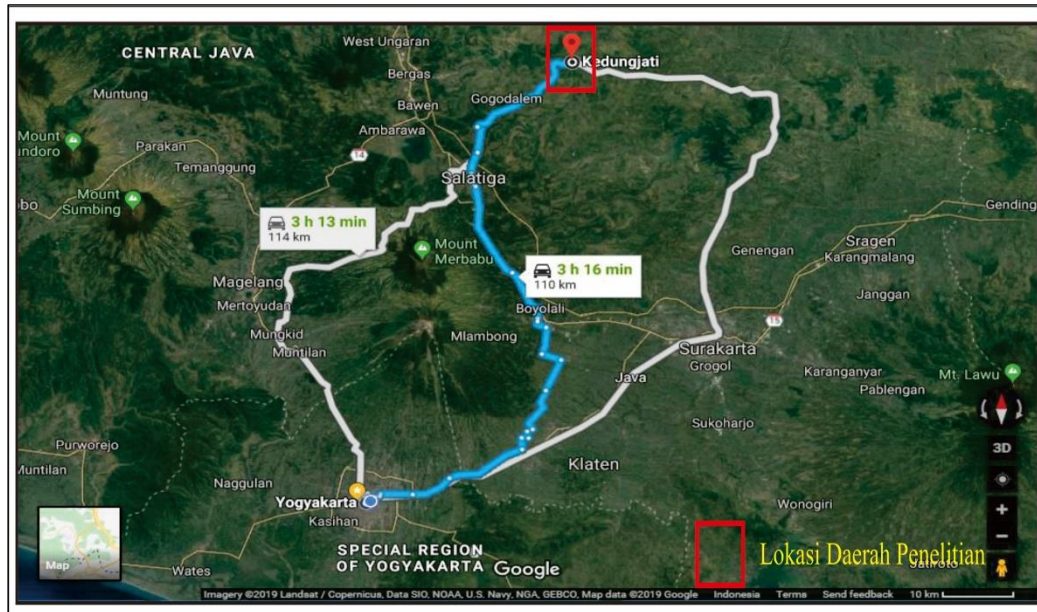 CENTRAL JAVA
West Ungaran
Bergas
Kedungjati
Muntung
Gogodalem
Bawen
Ambarawa
Mount
ndoro
Parakan
14
Temanggung
Salatiga
obo
Mount
Sumbing
Gending
3 h 13 min
114 km
Mount
Merbabu
Genengan
Sragen
Karangmalang
3 h 16 min
110 km
Magelang
Mertoyudan
Janggan
Boyolali
15
Mungkid
Muntilan
Mlambong
Surakarta
Grogol
Java
Karanganyar
Pablengan
Mt. Lawu
Sukoharjo
3D
Purworejo
Muntilan
Naggulan
Klaten
Yogyakarta
Kasihan
Wonogiri
Map
Wates
SPECIAL REGION
OF YOGYAKARTA
Google
Lokasi Daerah Penelitian
Imagery ©2019 Landsat / Copernicus, Data SIO, NOAA, U.S. Navy, NGA, GEBCO, Map data ©2019 Google Indonesia Terms Send feedback 10 km